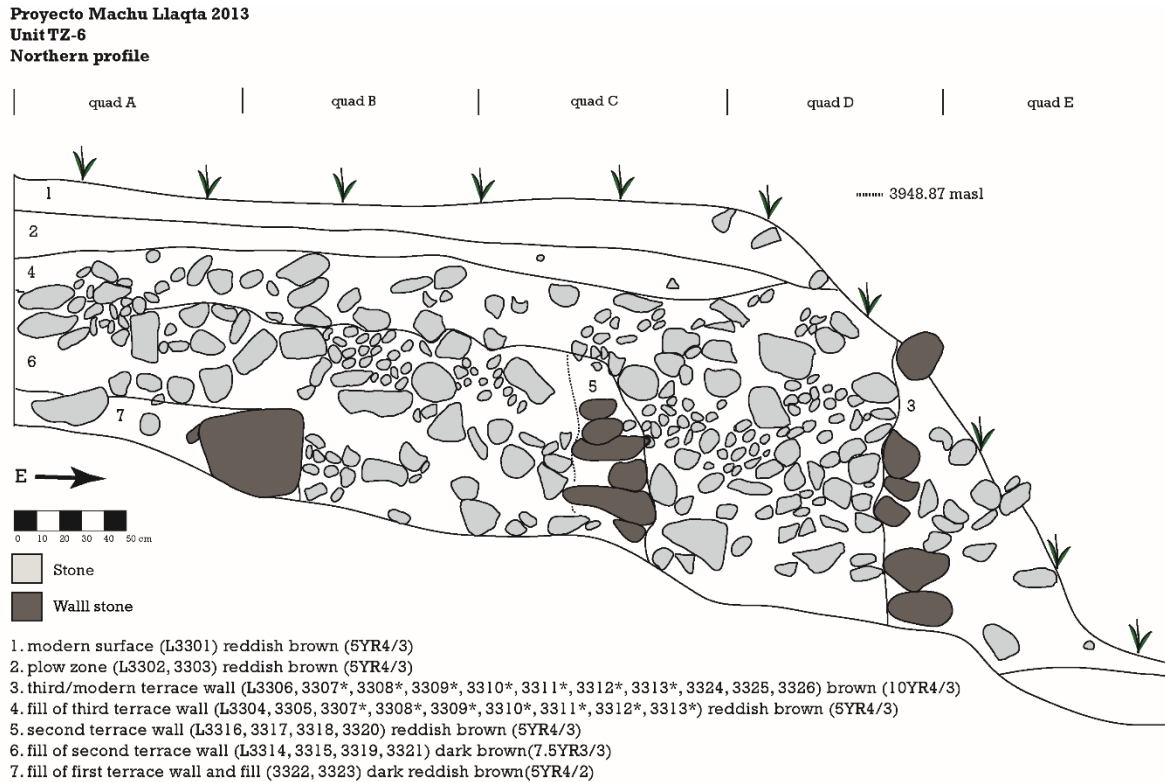 Proyecto Machu Llaqta 2013
Unit TZ-6
Northern profile
quad A
quad B
quad C
quad D
quad E
3948.87 masl
1
2
4
6
5
3
7
E
0 10 20 30 40 50 cm
Stone
Walll stone
1. modern surface (L3301) reddish brown (5YR4/3)
2. plow zone (L3302, 3303) reddish brown (5YR4/3)
3. third/modern terrace wall (L3306, 3307*, 3308*, 3309*, 3310*, 3311*, 3312*, 3313*, 3324, 3325, 3326) brown (10YR4/3)
4. fill of third terrace wall (L3304, 3305, 3307*, 3308*, 3309*, 3310*, 3311*, 3312*, 3313*) reddish brown (5YR4/3)
5. second terrace wall (L3316, 3317, 3318, 3320) reddish brown (5YR4/3)
6. fill of second terrace wall (L3314, 3315, 3319, 3321) dark brown(7.5YR3/3)
7. fill of first terrace wall and fill (3322, 3323) dark reddish brown(5YR4/2)